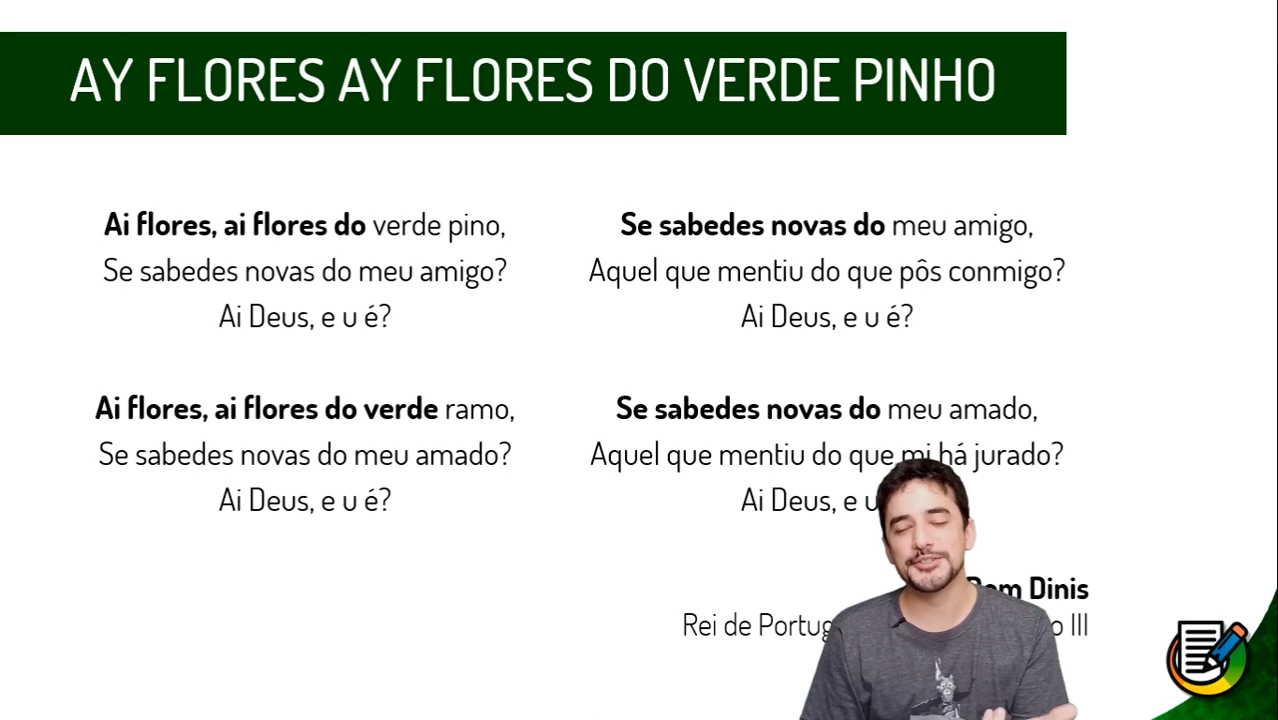 AY FLORES AY FLORES DO VERDE PINHO
Ai flores, ai flores do verde pino,
Se sabedes novas do meu amigo?
Ai Deus, e u é?
Ai flores, ai flores do verde ramo,
Se sabedes novas do meu amado?
Ai Deus, e u é?
Se sabedes novas do meu amigo,
Aquel que mentiu do que pôs conmigo?
Ai Deus, e u é?
Se sabedes novas do meu amado,
Aquel que mentiu do que mi há jurado?
Ai Deus, e u
Dom Dinis
Rei de III